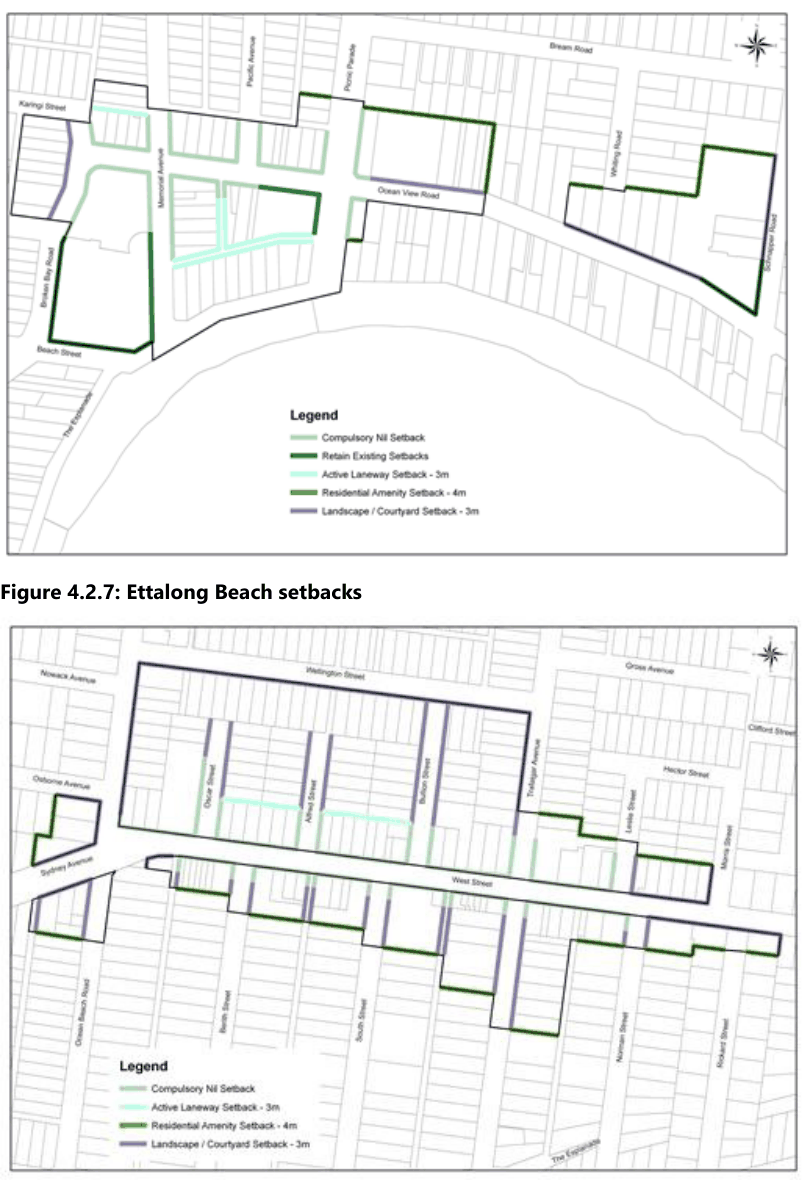 Bream Road
Pacific Avenue
Picnic Parade
Karingi Street
Whiting Road
Memorial Avenue
Ocean View Road
Schnapper Road
Broken Bay Road
Beach Street
The Esplanade
Legend
Compulsory Nil Setback
Retain Existing Setbacks
Active Laneway Setback - 3m
Residential Amenity Setback - 4m
Landscape / Courtyard Setback - 3m
Figure 4.2.7: Ettalong Beach setbacks
Nowack Avenue
Wellington Street
Gross Avenue
Clifford Street
Trafalgar Avenue
Hector Street
Bullion Street
Oscar Street
Alfred Street
Osborne Avenue
Leslie Street
Morris Street
Sydney Avenue
West Street
Ocean Beach Road
Berith Street
South Street
Norman Street
Rickard Street
The Esplanade
Legend
Compulsory Nil Setback
Active Laneway Setback - 3m
Residential Amenity Setback - 4m
Landscape / Courtyard Setback - 3m